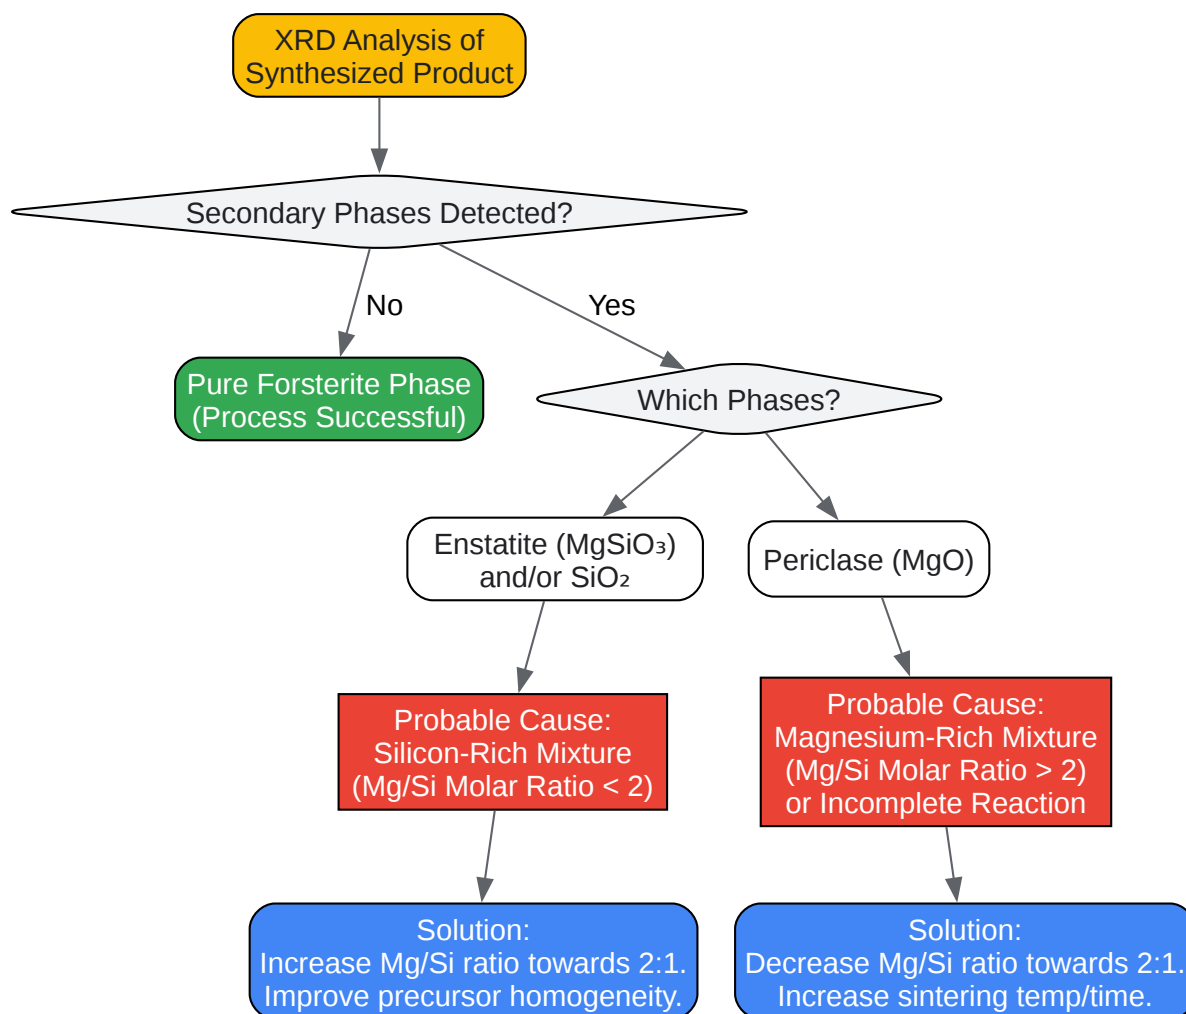 XRD Analysis of
Synthesized Product
Secondary Phases Detected?
No
Yes
Pure Forsterite Phase
(Process Successful)
Which Phases?
Enstatite (MgSiO₃)
and/or SiO₂
Periclase (MgO)
Probable Cause:
Silicon-Rich Mixture
(Mg/Si Molar Ratio < 2)
Probable Cause:
Magnesium-Rich Mixture
(Mg/Si Molar Ratio > 2)
or Incomplete Reaction
Solution:
Increase Mg/Si ratio towards 2:1.
Improve precursor homogeneity.
Solution:
Decrease Mg/Si ratio towards 2:1.
Increase sintering temp/time.